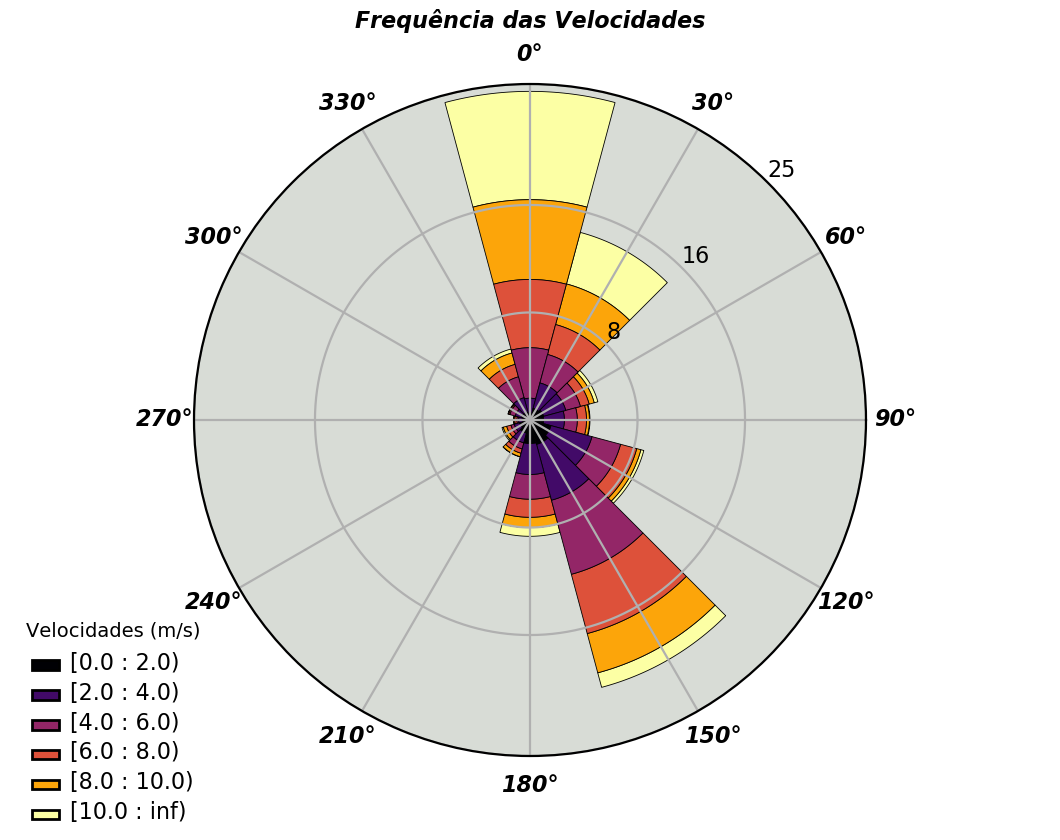 Frequência das Velocidades
0°
330°
30°
25
300°
60°
16
8
270°
90°
240°
120°
210°
150°
180°
Velocidades (m/s)
[0.0 : 2.0)
[2.0 : 4.0)
[4.0 : 6.0)
[6.0 : 8.0)
[8.0 : 10.0)
[10.0 : inf)